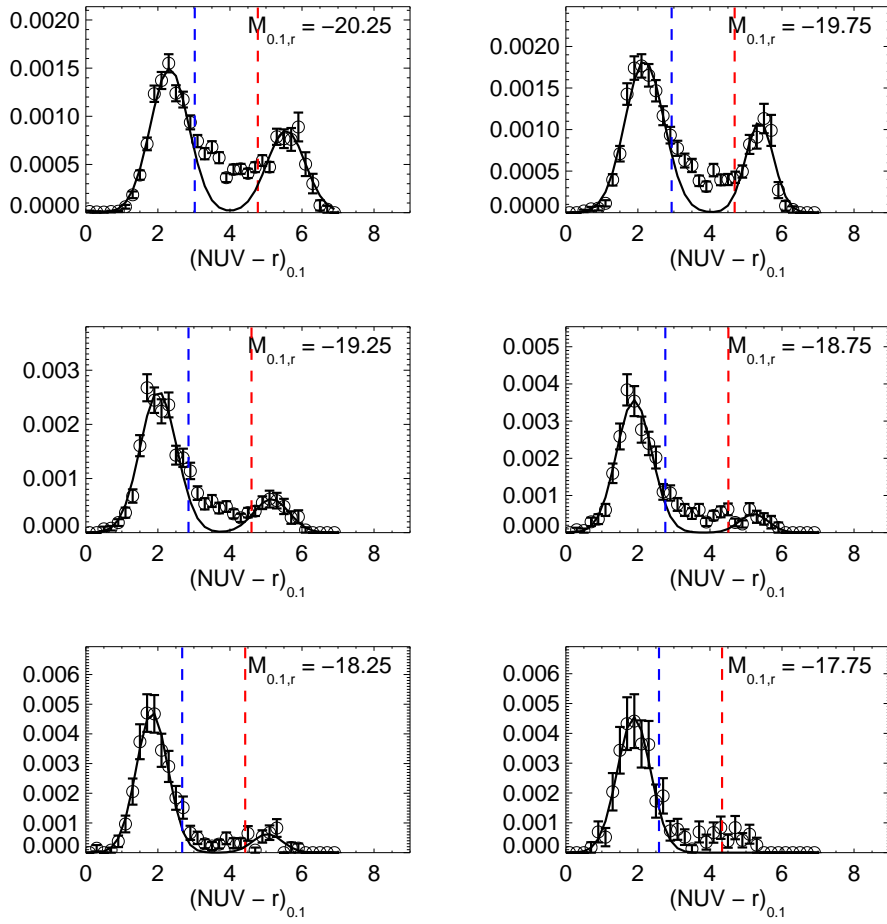 M0.1,r = −20.25
0.0020
0.0015
0.0010
0.0005
0.0000
0 2 4 6 8
(NUV − r)0.1
M0.1,r = −19.75
0.0020
0.0015
0.0010
0.0005
0.0000
0 2 4 6 8
(NUV − r)0.1
M0.1,r = −19.25
0.003
0.002
0.001
0.000
0 2 4 6 8
(NUV − r)0.1
M0.1,r = −18.75
0.005
0.004
0.003
0.002
0.001
0.000
0 2 4 6 8
(NUV − r)0.1
M0.1,r = −18.25
0.006
0.005
0.004
0.003
0.002
0.001
0.000
0 2 4 6 8
(NUV − r)0.1
M0.1,r = −17.75
0.006
0.005
0.004
0.003
0.002
0.001
0.000
0 2 4 6 8
(NUV − r)0.1